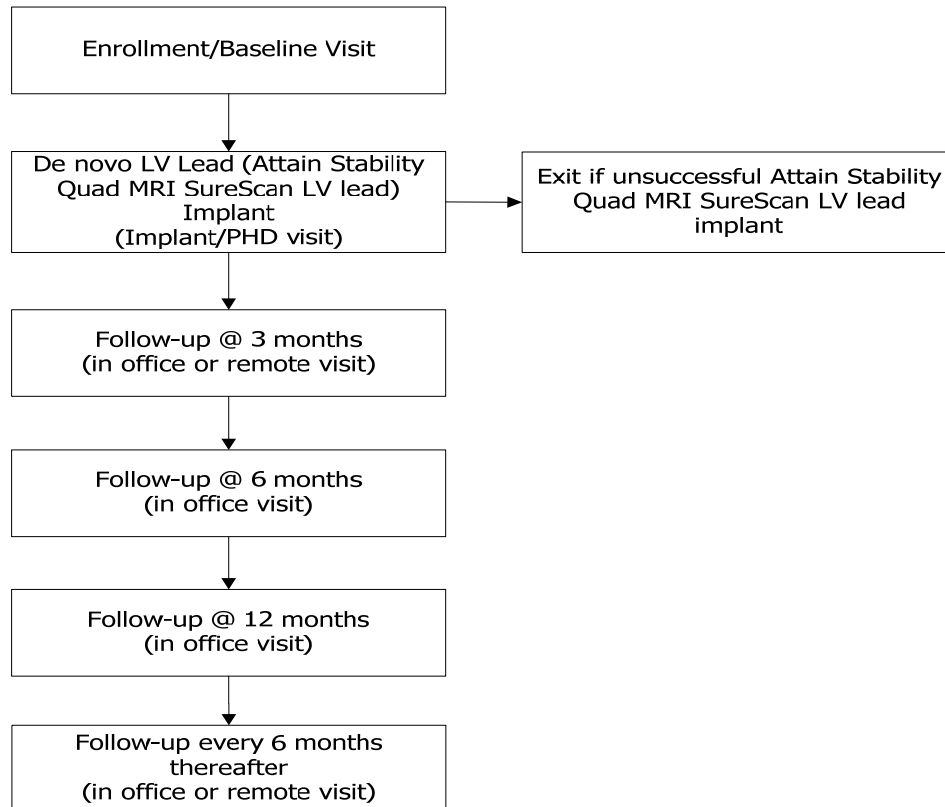 Enrollment/Baseline Visit
De novo LV Lead (Attain Stability
Quad MRI SureScan LV lead)
Implant
(Implant/PHD visit)
Exit if unsuccessful Attain Stability
Quad MRI SureScan LV lead
implant
Follow-up @ 3 months
(in office or remote visit)
Follow-up @ 6 months
(in office visit)
Follow-up @ 12 months
(in office visit)
Follow-up every 6 months
thereafter
(in office or remote visit)